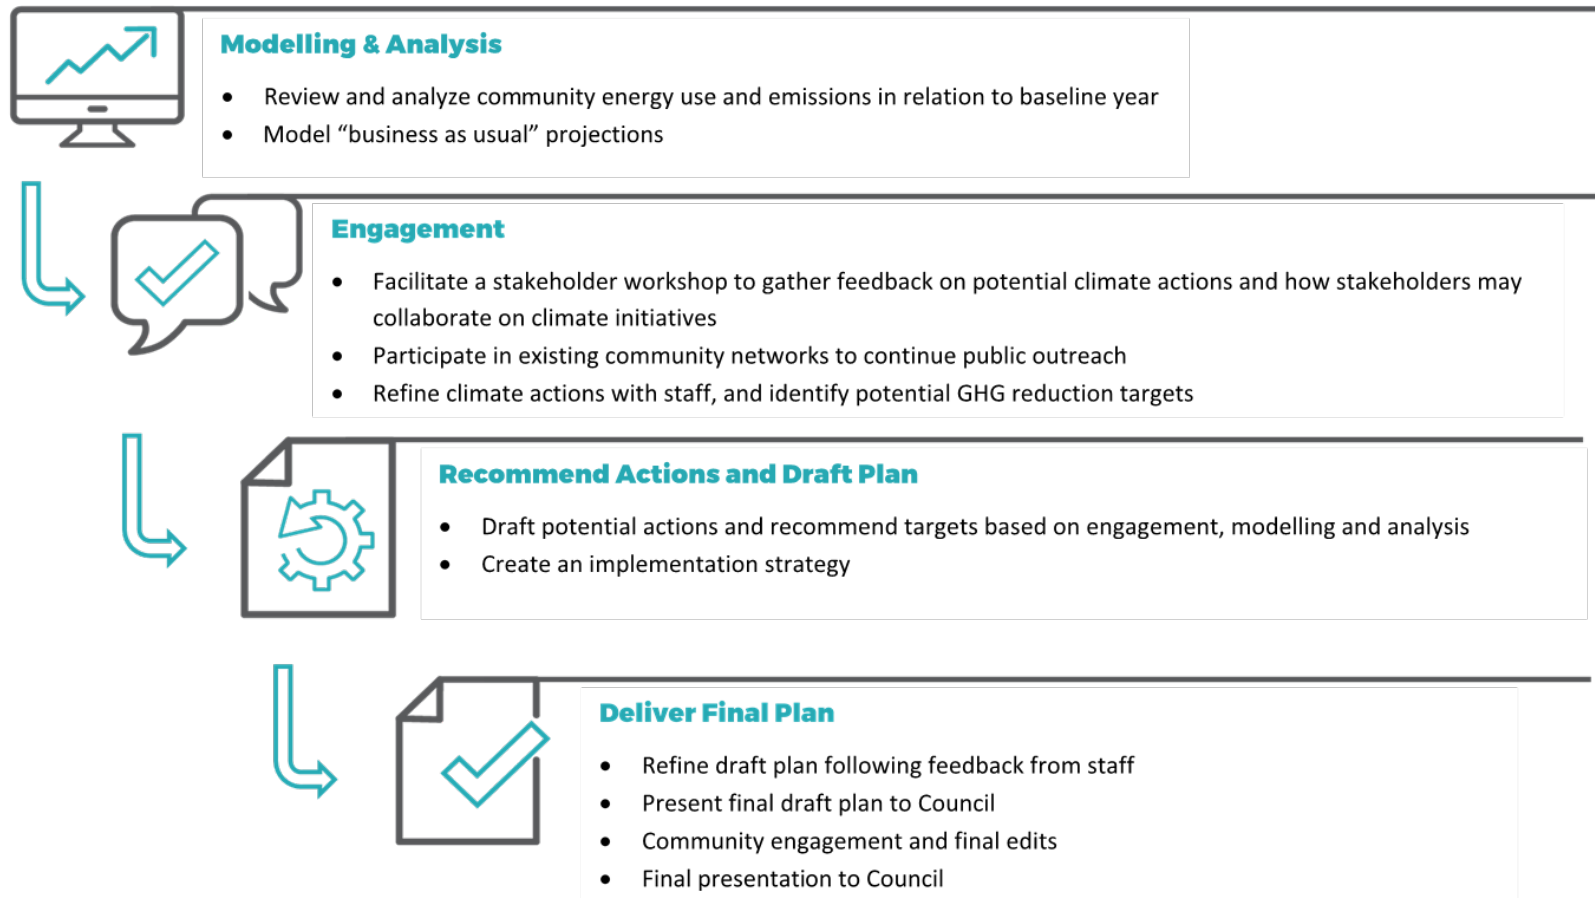 Modelling & Analysis
• Review and analyze community energy use and emissions in relation to baseline year
• Model “business as usual” projections
Engagement
• Facilitate a stakeholder workshop to gather feedback on potential climate actions and how stakeholders may
collaborate on climate initiatives
• Participate in existing community networks to continue public outreach
• Refine climate actions with staff, and identify potential GHG reduction targets
Recommend Actions and Draft Plan
• Draft potential actions and recommend targets based on engagement, modelling and analysis
• Create an implementation strategy
Deliver Final Plan
• Refine draft plan following feedback from staff
• Present final draft plan to Council
• Community engagement and final edits
• Final presentation to Council